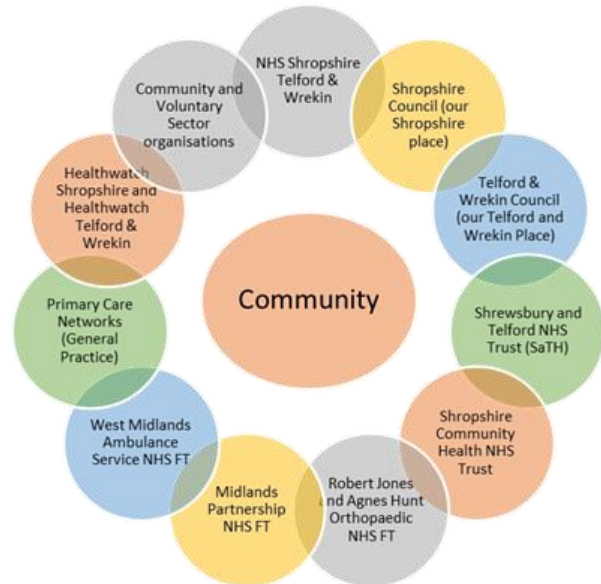 NHS Shropshire
Telford &
Wrekin
Shropshire
Council (our
Shropshire
place)
Telford &
Wrekin Council
(our Telford and
Wrekin Place)
Shrewsbury and
Telford NHS
Trust (SaTH)
Shropshire
Community
Health NHS
Trust
Robert Jones
and Agnes Hunt
Orthopaedic
NHS FT
Midlands
Partnership
NHS FT
West Midlands
Ambulance
Service NHS FT
Primary Care
Networks
(General
Practice)
Healthwatch
Shropshire and
Healthwatch
Telford &
Wrekin
Community and
Voluntary
Sector
organisations
Community